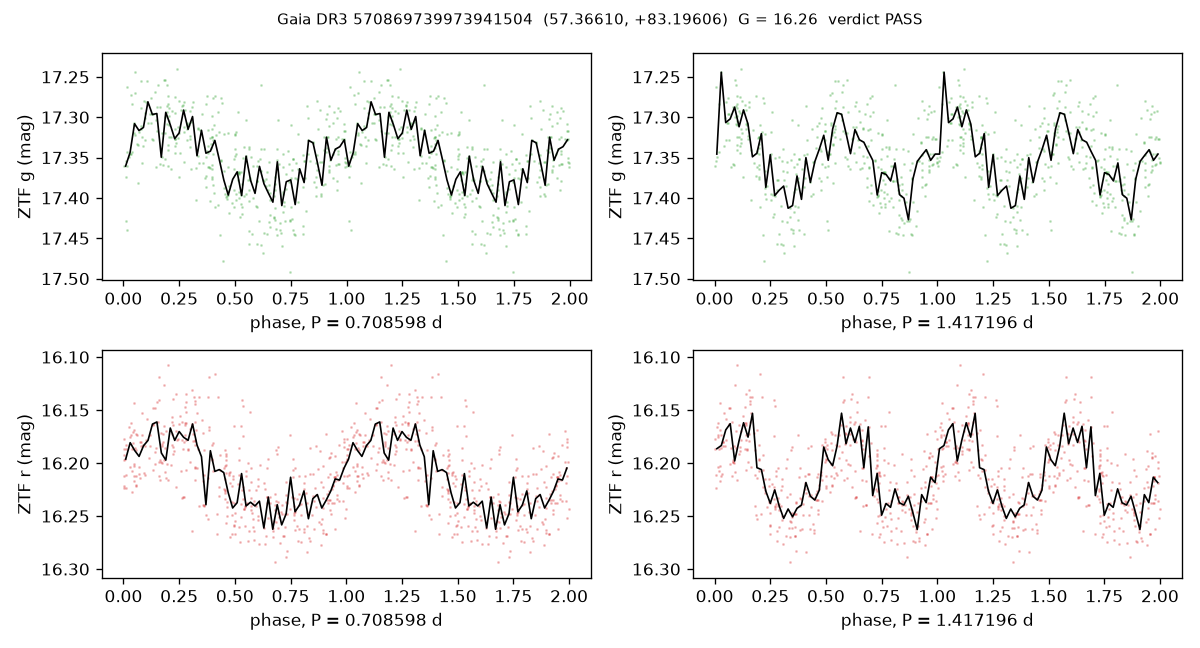 Gaia DR3 570869739973941504 (57.36610, +83.19606) G = 16.26 verdict PASS
ZTF g (mag)
17.25
17.30
17.35
17.40
17.45
17.50
0.00 0.25 0.50 0.75 1.00 1.25 1.50 1.75 2.00
phase, P = 0.708598 d
ZTF g (mag)
17.25
17.30
17.35
17.40
17.45
17.50
0.00 0.25 0.50 0.75 1.00 1.25 1.50 1.75 2.00
phase, P = 1.417196 d
ZTF r (mag)
16.10
16.15
16.20
16.25
16.30
0.00 0.25 0.50 0.75 1.00 1.25 1.50 1.75 2.00
phase, P = 0.708598 d
ZTF r (mag)
16.10
16.15
16.20
16.25
16.30
0.00 0.25 0.50 0.75 1.00 1.25 1.50 1.75 2.00
phase, P = 1.417196 d